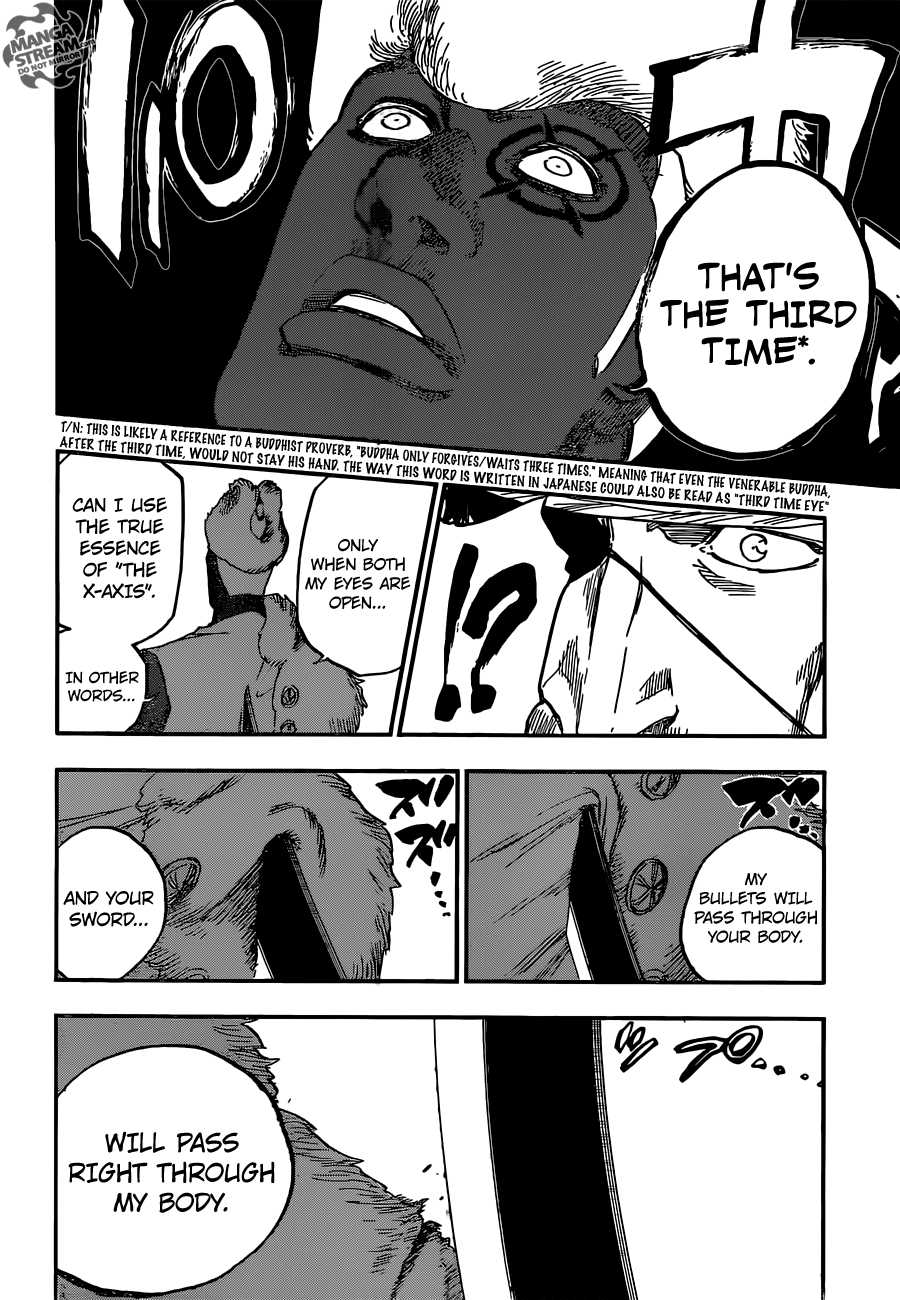 MANGA
STREAM
DO NOT MIRROR
THAT'S
THE THIRD
TIME*.
T/N: THIS IS LIKELY A REFERENCE TO A BUDDHIST PROVERB, "BUDDHA ONLY FORGIVES/WAITS THREE TIMES." MEANING THAT EVEN THE VENERABLE BUDDHA,
AFTER THE THIRD TIME, WOULD NOT STAY HIS HAND. THE WAY THIS WORD IS WRITTEN IN JAPANESE COULD ALSO BE READ AS "THIRD TIME EYE"
!?
ONLY
WHEN BOTH
MY EYES ARE
OPEN...
CAN I USE
THE TRUE
ESSENCE
OF "THE
X-AXIS".
IN OTHER
WORDS...
ズ...
MY
BULLETS WILL
PASS THROUGH
YOUR BODY.
ズズ...
AND YOUR
SWORD...
WILL PASS
RIGHT THROUGH
MY BODY.